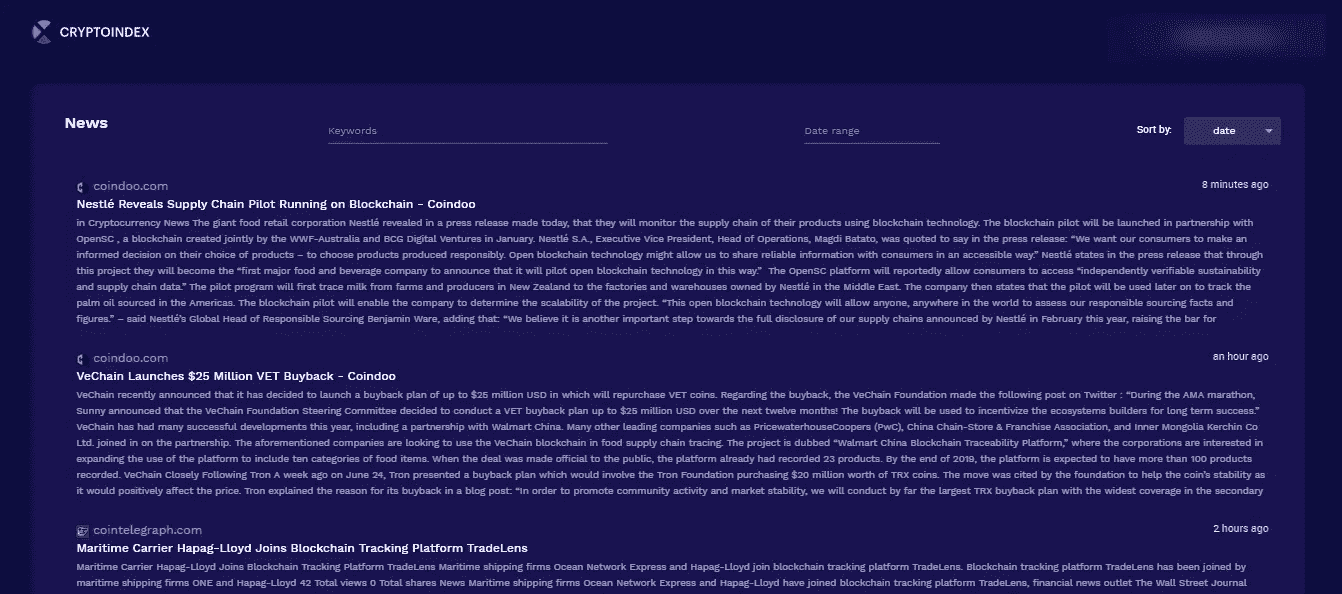 CRYPTOINDEX
News
Keywords
Date range
Sort by:
date
coindoo.com
8 minutes ago
Nestlé Reveals Supply Chain Pilot Running on Blockchain - Coindoo
in Cryptocurrency News The giant food retail corporation Nestlé revealed in a press release made today, that they will monitor the supply chain of their products using blockchain technology. The blockchain pilot will be launched in partnership with
OpenSC , a blockchain created jointly by the WWF-Australia and BCG Digital Ventures in January. Nestlé S.A., Executive Vice President, Head of Operations, Magdi Batato, was quoted to say in the press release: “We want our consumers to make an
informed decision on their choice of products – to choose products produced responsibly. Open blockchain technology might allow us to share reliable information with consumers in an accessible way.” Nestlé states in the press release that through
this project they will become the “first major food and beverage company to announce that it will pilot open blockchain technology in this way.”  The OpenSC platform will reportedly allow consumers to access “independently verifiable sustainability
and supply chain data.” The pilot program will first trace milk from farms and producers in New Zealand to the factories and warehouses owned by Nestlé in the Middle East. The company then states that the pilot will be used later on to track the
palm oil sourced in the Americas. The blockchain pilot will enable the company to determine the scalability of the project. “This open blockchain technology will allow anyone, anywhere in the world to assess our responsible sourcing facts and
figures.” – said Nestlé’s Global Head of Responsible Sourcing Benjamin Ware, adding that: “We believe it is another important step towards the full disclosure of our supply chains announced by Nestlé in February this year, raising the bar for
coindoo.com
an hour ago
VeChain Launches $25 Million VET Buyback - Coindoo
VeChain recently announced that it has decided to launch a buyback plan of up to $25 million USD in which will repurchase VET coins. Regarding the buyback, the VeChain Foundation made the following post on Twitter : “During the AMA marathon,
Sunny announced that the VeChain Foundation Steering Committee decided to conduct a VET buyback plan up to $25 million USD over the next twelve months! The buyback will be used to incentivize the ecosystems builders for long term success.”
VeChain has had many successful developments this year, including a partnership with Walmart China. Many other leading companies such as PricewaterhouseCoopers (PwC), China Chain-Store & Franchise Association, and Inner Mongolia Kerchin Co
Ltd. joined in on the partnership. The aforementioned companies are looking to use the VeChain blockchain in food supply chain tracing. The project is dubbed “Walmart China Blockchain Traceability Platform,” where the corporations are interested in
expanding the use of the platform to include ten categories of food items. When the deal was made official to the public, the platform already had recorded 23 products. By the end of 2019, the platform is expected to have more than 100 products
recorded. VeChain Closely Following Tron A week ago on June 24, Tron presented a buyback plan which would involve the Tron Foundation purchasing $20 million worth of TRX coins. The move was cited by the foundation to help the coin’s stability as
it would positively affect the price. Tron explained the reason for its buyback in a blog post: “In order to promote community activity and market stability, we will conduct by far the largest TRX buyback plan with the widest coverage in the secondary
cointelegraph.com
2 hours ago
Maritime Carrier Hapag-Lloyd Joins Blockchain Tracking Platform TradeLens
Maritime Carrier Hapag-Lloyd Joins Blockchain Tracking Platform TradeLens Maritime shipping firms Ocean Network Express and Hapag-Lloyd join blockchain tracking platform TradeLens. Blockchain tracking platform TradeLens has been joined by
maritime shipping firms ONE and Hapag-Lloyd 42 Total views 0 Total shares News Maritime shipping firms Ocean Network Express and Hapag-Lloyd have joined blockchain tracking platform TradeLens, financial news outlet The Wall Street Journal